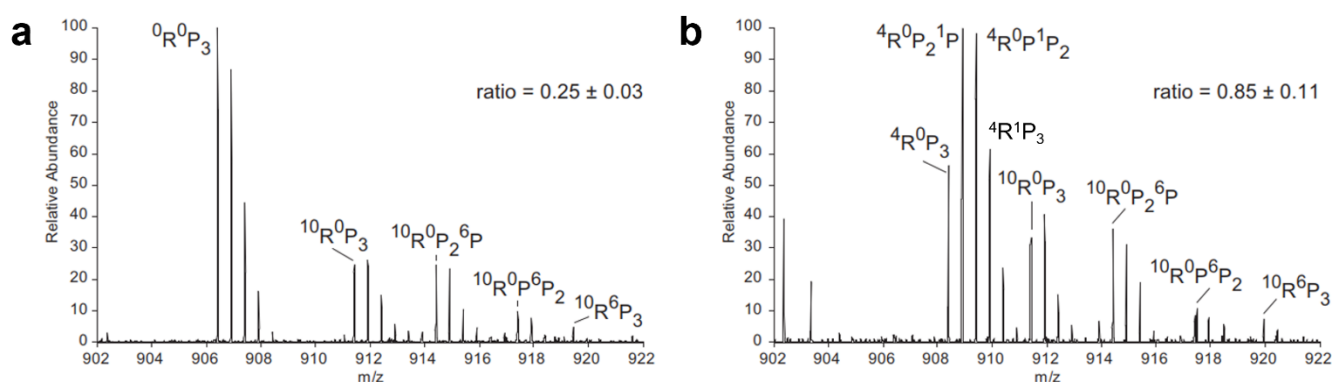 a
⁰R⁰P₃
ratio = 0.25 ± 0.03
¹⁰R⁰P₃
¹⁰R⁰P₂⁶P
¹⁰R⁰P⁶P₂
¹⁰R⁶P₃
Relative Abundance
100
90
80
70
60
50
40
30
20
10
0
902 904 906 908 910 912 914 916 918 920 922
m/z
b
⁴R⁰P₂¹P
⁴R⁰P¹P₂
ratio = 0.85 ± 0.11
⁴R¹P₃
⁴R⁰P₃
¹⁰R⁰P₃
¹⁰R⁰P₂⁶P
¹⁰R⁰P⁶P₂
¹⁰R⁶P₃
Relative Abundance
100
90
80
70
60
50
40
30
20
10
0
902 904 906 908 910 912 914 916 918 920 922
m/z